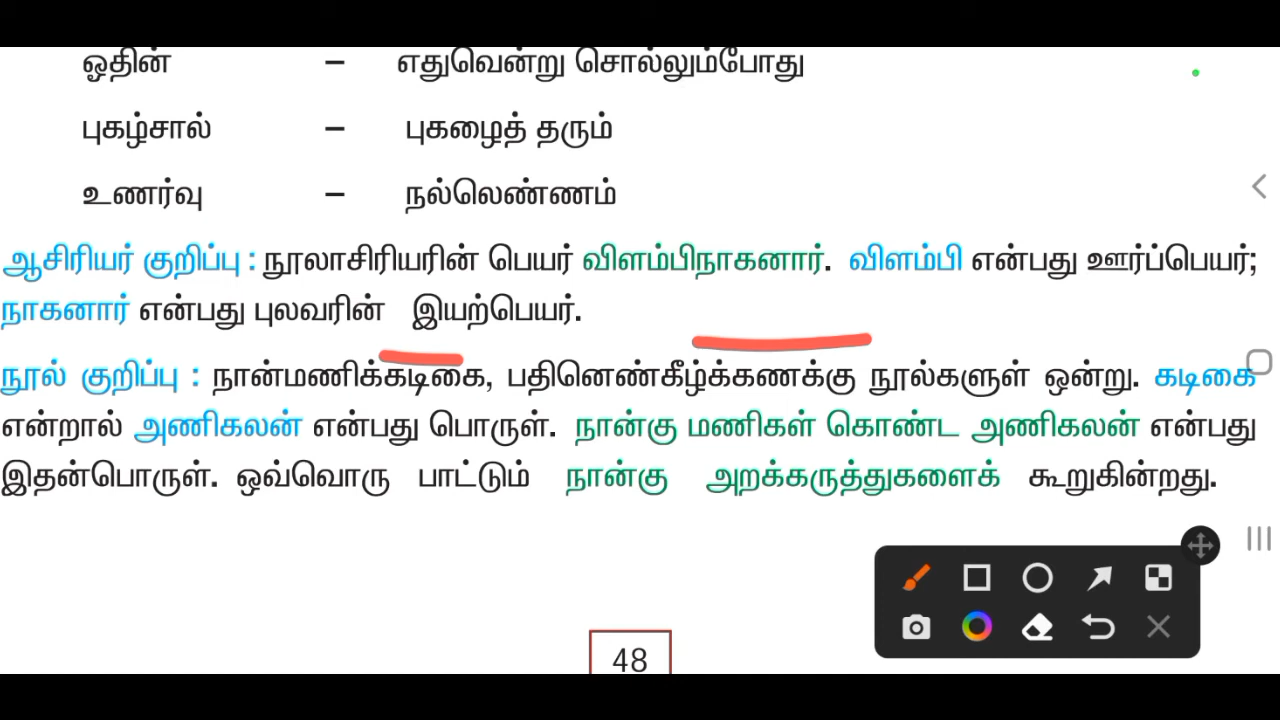 ஓதின் – எதுவென்று சொல்லும்போது
புகழ்சால் – புகழைத் தரும்
உணர்வு – நல்லெண்ணம்
ஆசிரியர் குறிப்பு : நூலாசிரியரின் பெயர் விளம்பிநாகனார். விளம்பி என்பது ஊர்ப்பெயர்;
நாகனார் என்பது புலவரின் இயற்பெயர்.
நூல் குறிப்பு : நான்மணிக்கடிகை, பதினெண்கீழ்க்கணக்கு நூல்களுள் ஒன்று. கடிகை
என்றால் அணிகலன் என்பது பொருள். நான்கு மணிகள் கொண்ட அணிகலன் என்பது
இதன்பொருள். ஒவ்வொரு பாட்டும் நான்கு அறக்கருத்துகளைக் கூறுகின்றது.
48